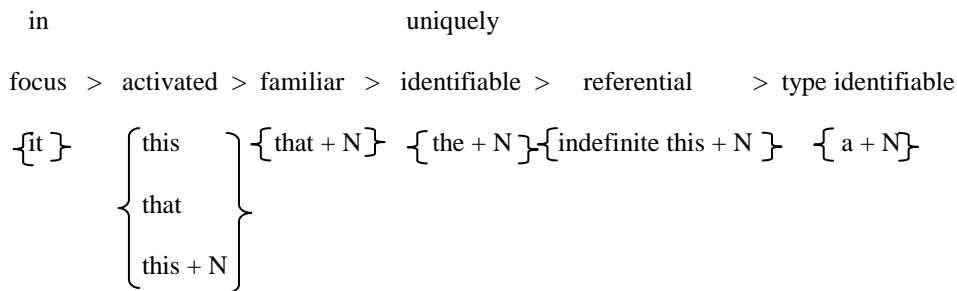 in uniquely
focus > activated > familiar > identifiable > referential > type identifiable
{it} { this {that + N} { the + N} {indefinite this + N } { a + N}
that
this + N }